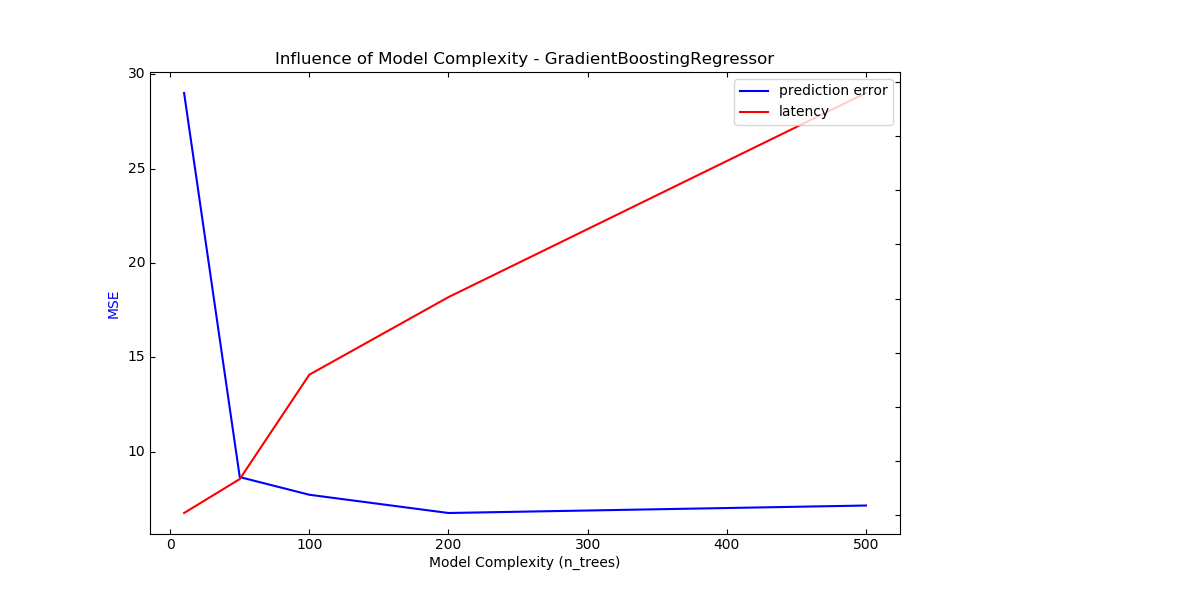 Influence of Model Complexity - GradientBoostingRegressor
prediction error
latency
30
25
20
15
10
MSE
0 100 200 300 400 500
Model Complexity (n_trees)